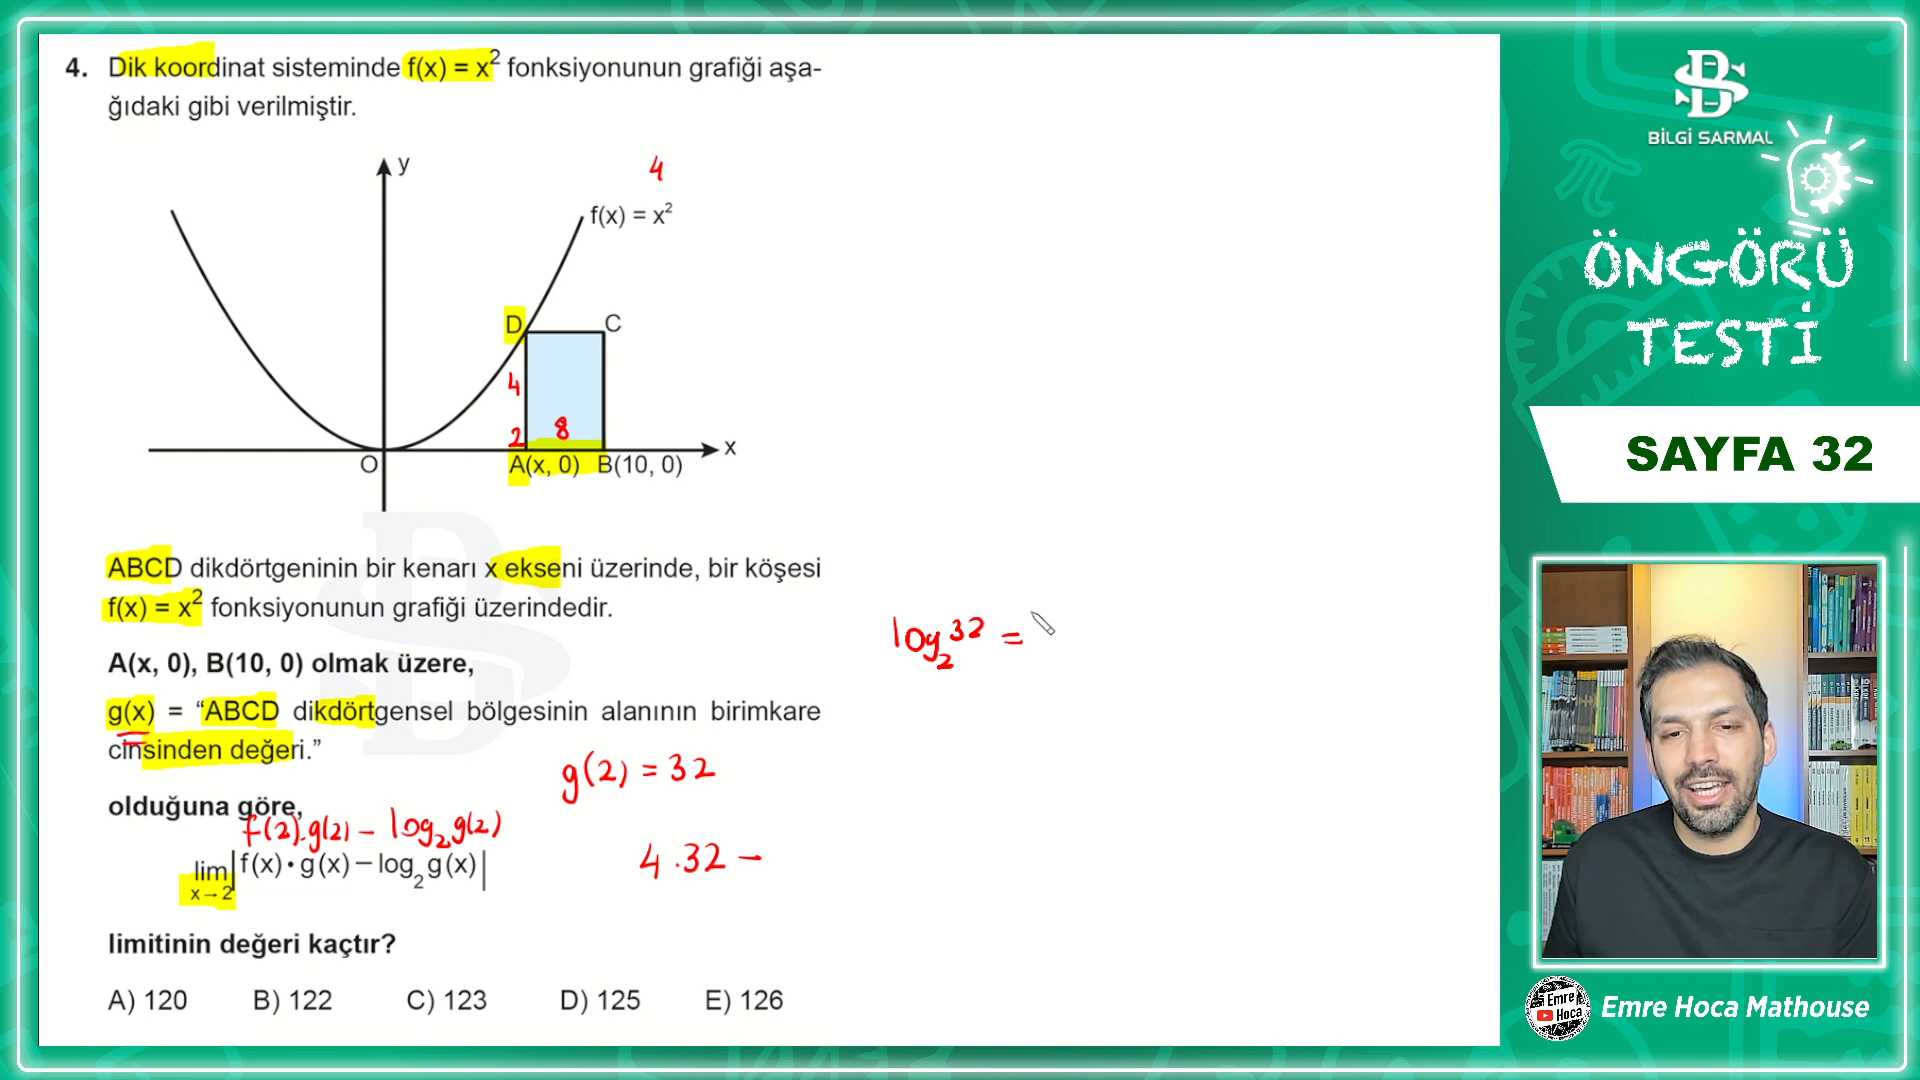 4. Dik koordinat sisteminde f(x) = x² fonksiyonunun grafiği aşa-
ğıdaki gibi verilmiştir.
y
4
f(x) = x²
D
C
4
2
8
x
O
A(x, 0)
B(10, 0)
ABCD dikdörtgeninin bir kenarı x ekseni üzerinde, bir köşesi
f(x) = x² fonksiyonunun grafiği üzerindedir.
log₂32 =
A(x, 0), B(10, 0) olmak üzere,
g(x) = “ABCD dikdörtgensel bölgesinin alanının birimkare
cinsinden değeri.”
g(2) = 32
olduğuna göre,
f(2).g(2) − log₂g(2)
lim x→2 |f(x)•g(x)−log₂g(x)|
4.32 −
limitinin değeri kaçtır?
A) 120 B) 122 C) 123 D) 125 E) 126
BİLGİ SARMAL
ÖNGÖRÜ
TESTİ
SAYFA 32
Emre
Hoca
Emre Hoca Mathouse